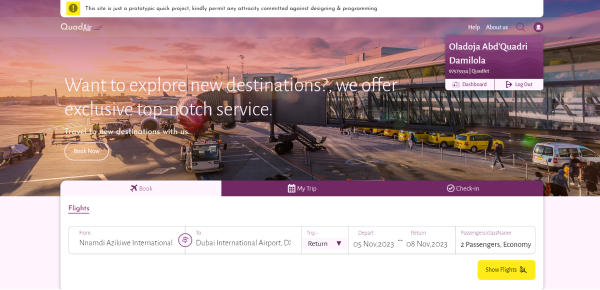 This site is just a prototypic quick project, kindly permit any atrocity committed against designing & programming
QuadAir
Help About us
Oladoja Abd'Quadri
Damilola
Dashboard Log Out
Want to explore new destinations?, we offer
exclusive top-notch service.
Travel to new destinations with us.
Book Now
Book My Trip Check-in
Flights
From To Trip Depart Return Passengers/className
Nnamdi Azikiwe International Dubai International Airport, D Return 05 Nov,2023 -- 08 Nov,2023 2 Passengers, Economy
Show Flights